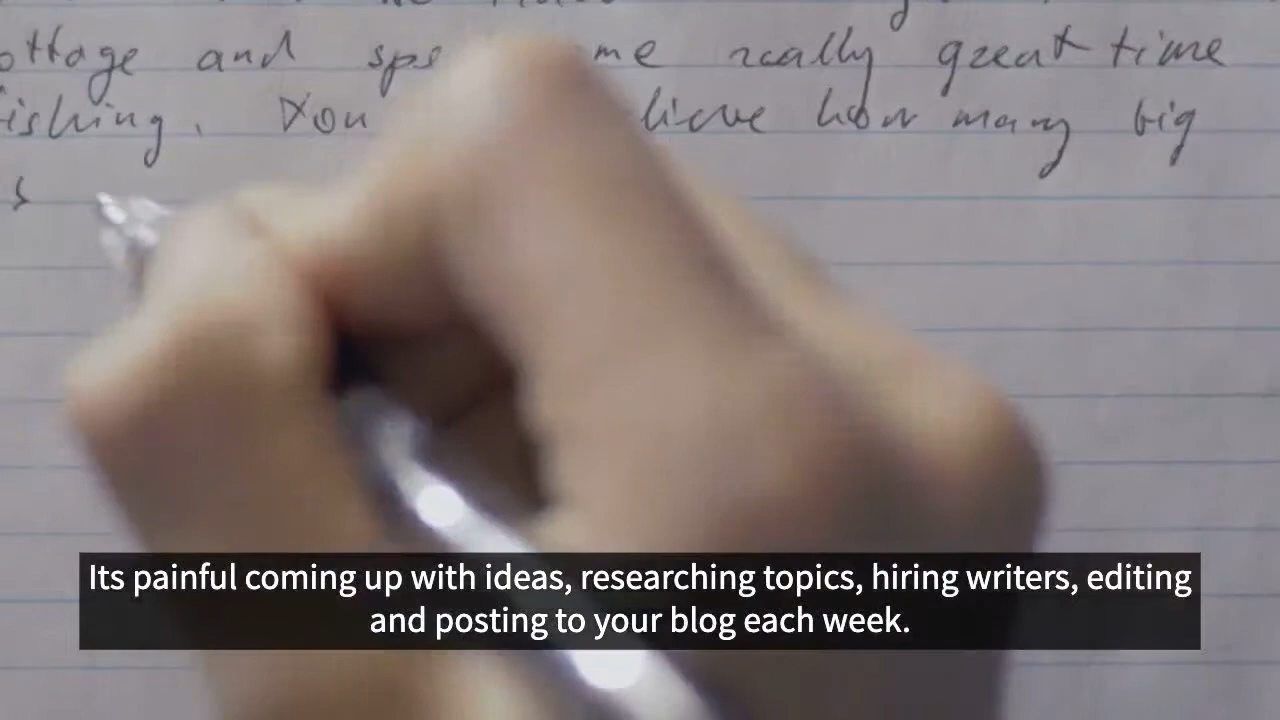 ottage and spe me really great time
ishing. You lieve how many big
s
Its painful coming up with ideas, researching topics, hiring writers, editing
and posting to your blog each week.